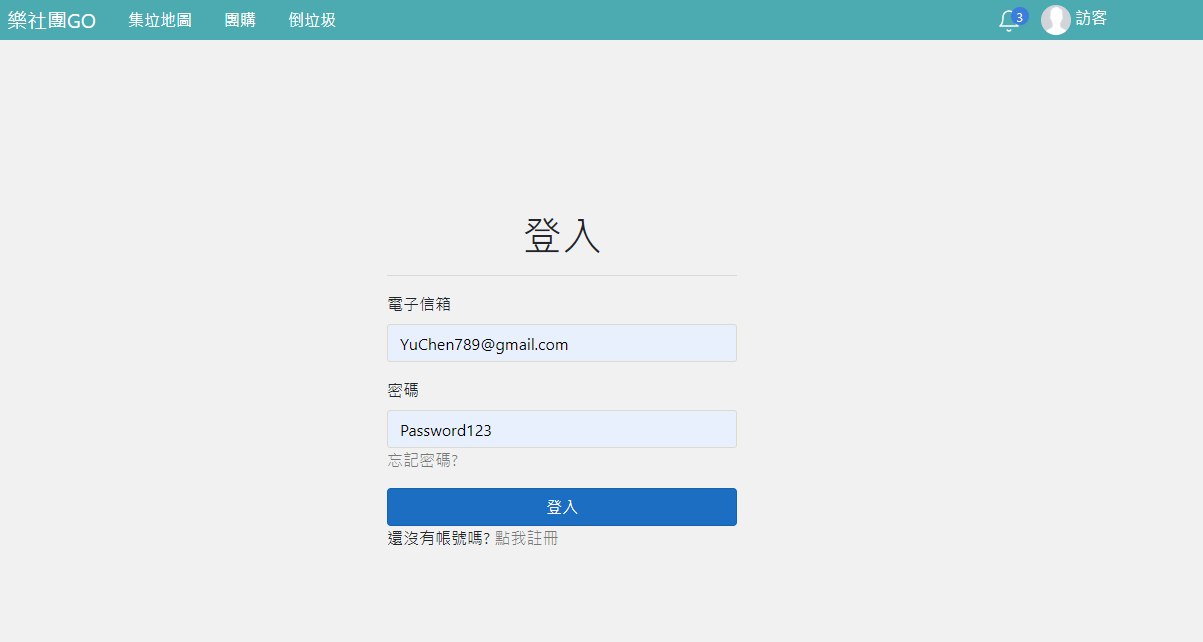 樂社團GO 集垃地圖 團購 倒垃圾 3 訪客
登入
電子信箱
YuChen789@gmail.com
密碼
Password123
忘記密碼?
登入
還沒有帳號嗎? 點我註冊